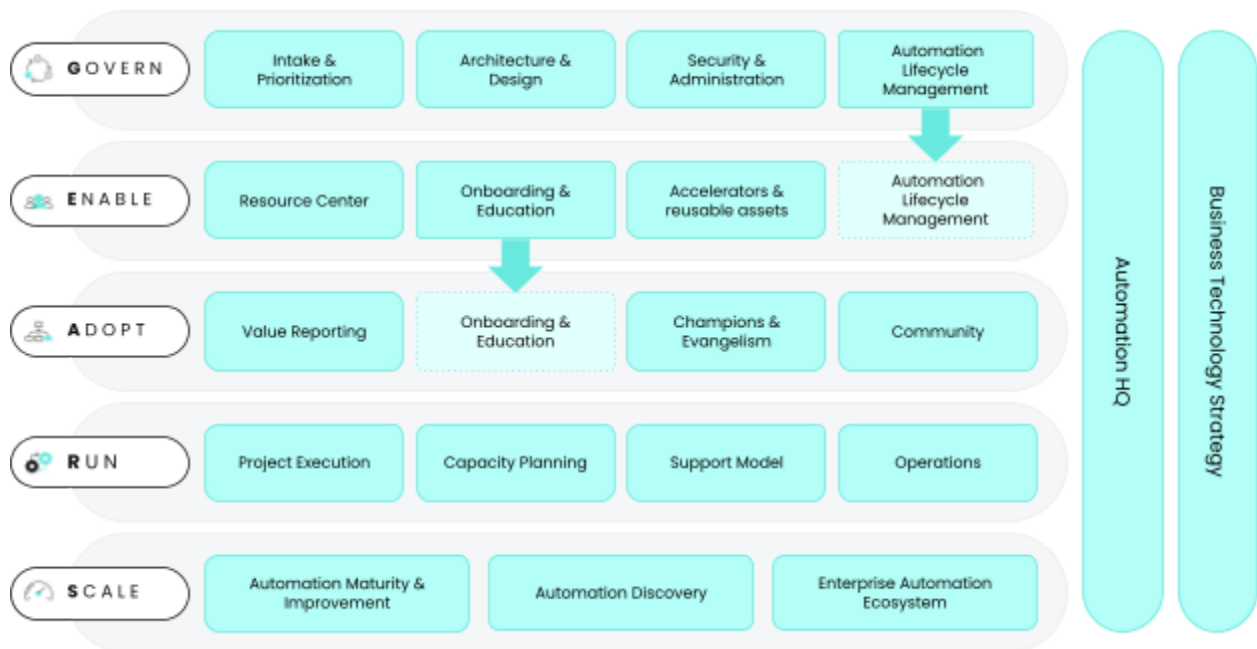 GOVERN
Intake &
Prioritization
Architecture &
Design
Security &
Administration
Automation
Lifecycle
Management
ENABLE
Resource Center
Onboarding &
Education
Accelerators &
reusable assets
Automation
Lifecycle
Management
ADOPT
Value Reporting
Onboarding &
Education
Champions &
Evangelism
Community
RUN
Project Execution
Capacity Planning
Support Model
Operations
SCALE
Automation Maturity &
Improvement
Automation Discovery
Enterprise Automation
Ecosystem
Automation HQ
Business Technology Strategy